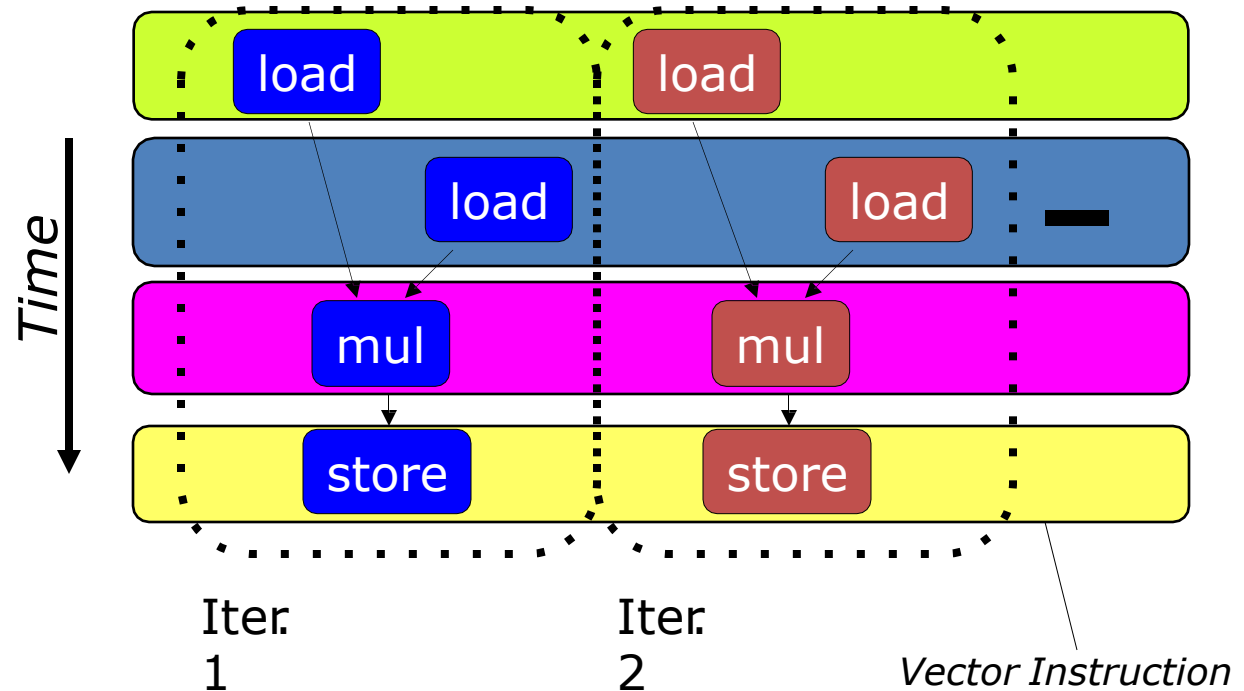 load load
load load
Time
mul mul
store store
Iter. Iter.
1 2
Vector Instruction